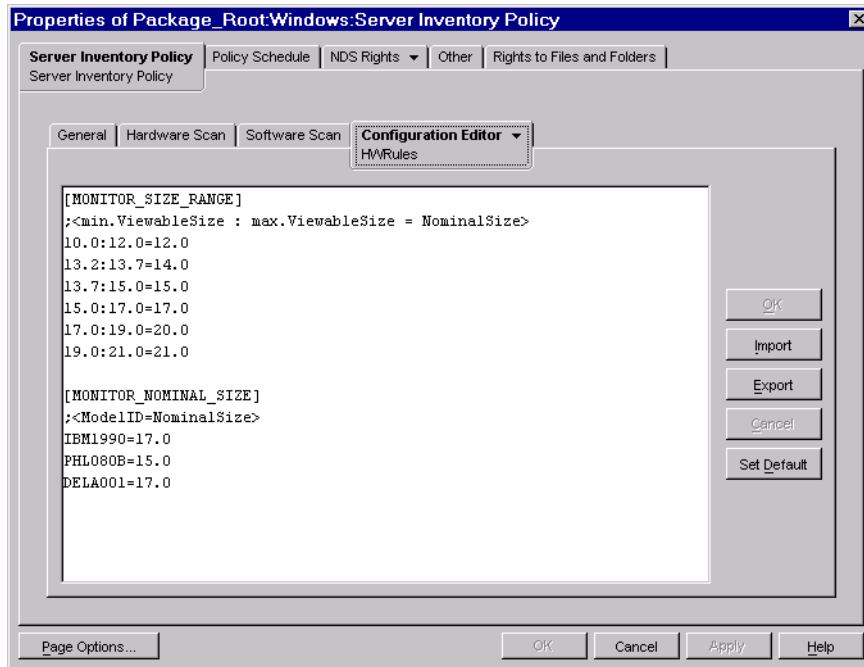 Properties of Package_Root:Windows:Server Inventory Policy
Server Inventory Policy Policy Schedule NDS Rights Other Rights to Files and Folders
Server Inventory Policy
General Hardware Scan Software Scan Configuration Editor
HWRules
[MONITOR_SIZE_RANGE]
;<min.ViewableSize : max.ViewableSize = NominalSize>
10.0:12.0=12.0
13.2:13.7=14.0
13.7:15.0=15.0
15.0:17.0=17.0
17.0:19.0=20.0
19.0:21.0=21.0
[MONITOR_NOMINAL_SIZE]
;<ModelID=NominalSize>
IBM1990=17.0
PHL080B=15.0
DELA001=17.0
OK
Import
Export
Cancel
Set Default
Page Options... OK Cancel Apply Help